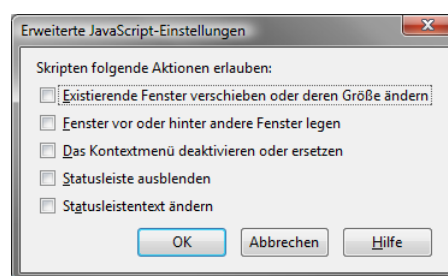 Erweiterte JavaScript-Einstellungen
Skripten folgende Aktionen erlauben:
Existierende Fenster verschieben oder deren Größe ändern
Fenster vor oder hinter andere Fenster legen
Das Kontextmenü deaktivieren oder ersetzen
Statusleiste ausblenden
Statusleistentext ändern
OK Abbrechen Hilfe